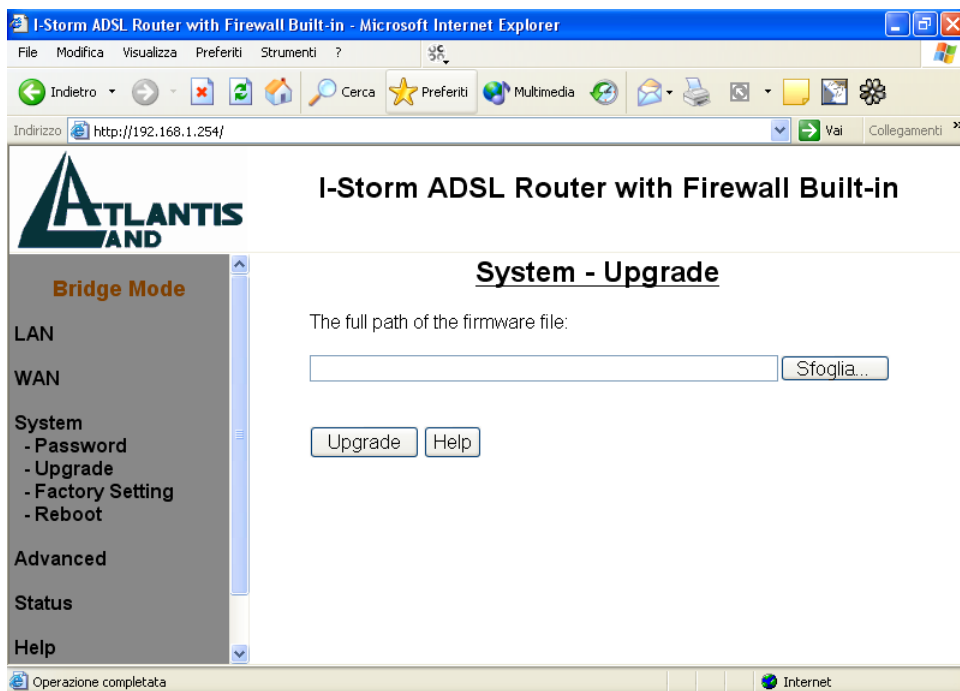 I-Storm ADSL Router with Firewall Built-in - Microsoft Internet Explorer
File Modifica Visualizza Preferiti Strumenti ?
Indietro Cerca Preferiti Multimedia
Indirizzo http://192.168.1.254/ Vai Collegamenti »
ATLANTIS
LAND
I-Storm ADSL Router with Firewall Built-in
Bridge Mode
LAN
WAN
System
- Password
- Upgrade
- Factory Setting
- Reboot
Advanced
Status
Help
System - Upgrade
The full path of the firmware file:
Sfoglia...
Upgrade Help
Operazione completata Internet